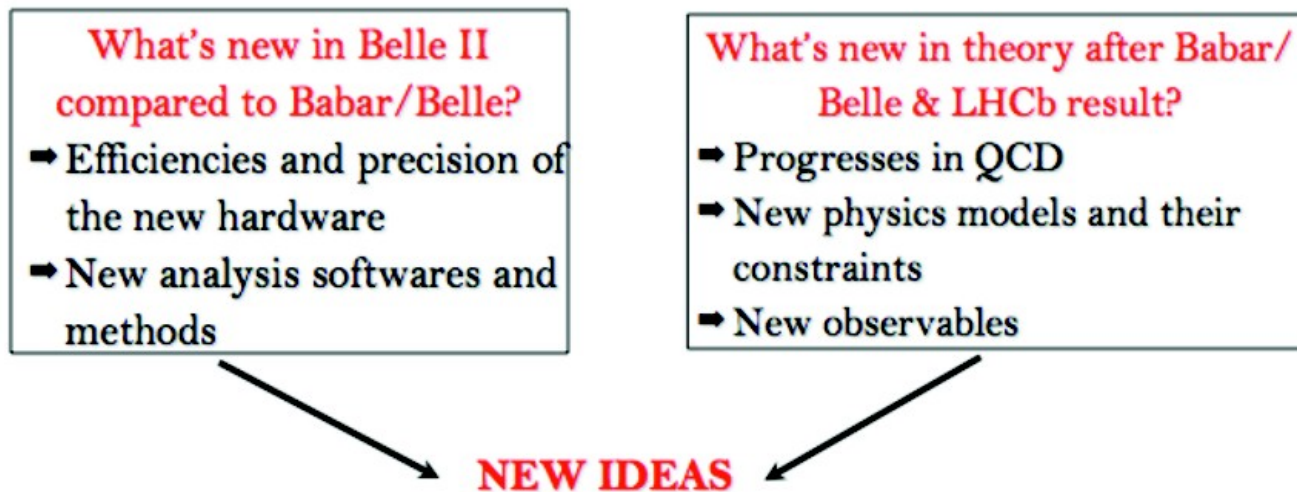 What's new in Belle II
compared to Babar/Belle?
➡ Efficiencies and precision of
the new hardware
➡ New analysis softwares and
methods
What's new in theory after Babar/
Belle & LHCb result?
➡ Progresses in QCD
➡ New physics models and their
constraints
➡ New observables
NEW IDEAS